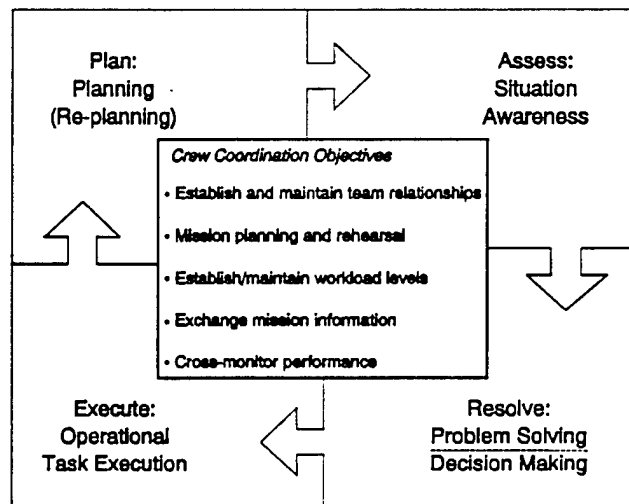 Plan:
Planning
(Re-planning)
Assess:
Situation
Awareness
Crew Coordination Objectives
• Establish and maintain team relationships
• Mission planning and rehearsal
• Establish/maintain workload levels
• Exchange mission information
• Cross-monitor performance
Execute:
Operational
Task Execution
Resolve:
Problem Solving
Decision Making